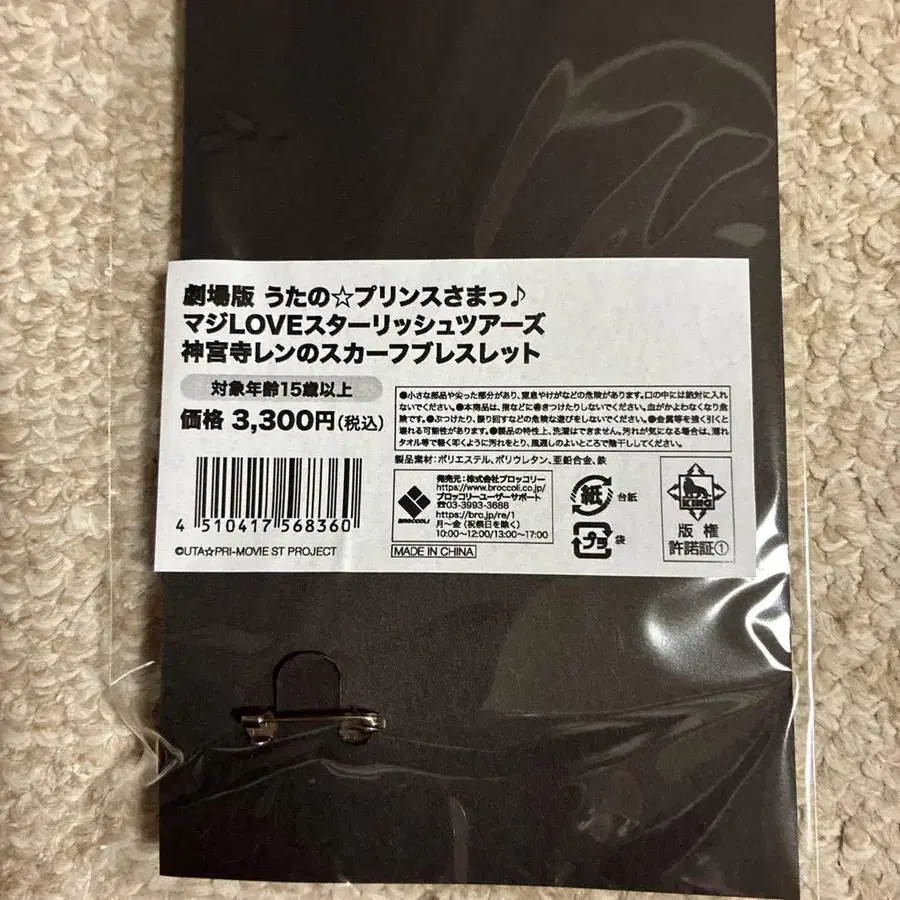 劇場版 うたの☆プリンスさまっ♪
マジLOVEスターリッシュツアーズ
神宮寺レンのスカーフブレスレット
対象年齢15歳以上
価格 3,300円(税込)
●小さな部品や尖った部分があり、窒息やけがなどの危険があります。口の中には絶対に入れ
ないでください。●本商品は、指などに巻きつけたりしないでください。血がかよわなくなり危
険です。●ぶつけたり、振り回すなどの危険な遊びをしないでください。●金属等を強く引くと
壊れる可能性があります。●製品の特性上、洗濯はできません。汚れが気になる場合は、濡れ
タオル等で軽く叩くように汚れをとり、風通しのよいところで陰干ししてください。
製品素材:ポリエステル、ポリウレタン、亜鉛合金、鉄
4 510417 568360
©UTA☆PRI-MOVIE ST PROJECT
BROCCOLI
発売元:株式会社ブロッコリー
https://www.broccoli.co.jp/
ブロッコリーユーザーサポート
☎03-3993-3688
https://bro.jp/re/1
月〜金(祝祭日を除く)
10:00〜12:00/13:00〜17:00
MADE IN CHINA
紙 台紙
プラ 袋
KING
版権
許諾証①